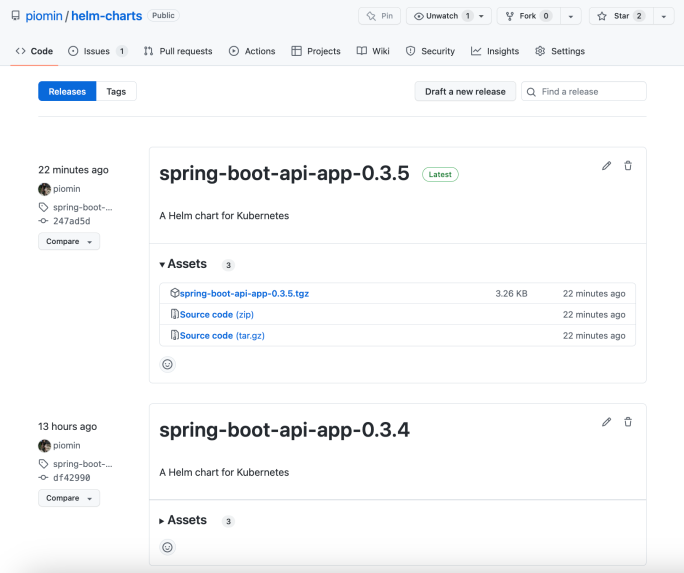 piomin / helm-charts Public Pin Unwatch 1 Fork 0 Star 2
Code Issues 1 Pull requests Actions Projects Wiki Security Insights Settings
Releases Tags Draft a new release Find a release
22 minutes ago
piomin
spring-boot-...
247ad5d
Compare
spring-boot-api-app-0.3.5 Latest
A Helm chart for Kubernetes
Assets 3
spring-boot-api-app-0.3.5.tgz 3.26 KB 22 minutes ago
Source code (zip) 22 minutes ago
Source code (tar.gz) 22 minutes ago
13 hours ago
piomin
spring-boot-...
df42990
Compare
spring-boot-api-app-0.3.4
A Helm chart for Kubernetes
Assets 3